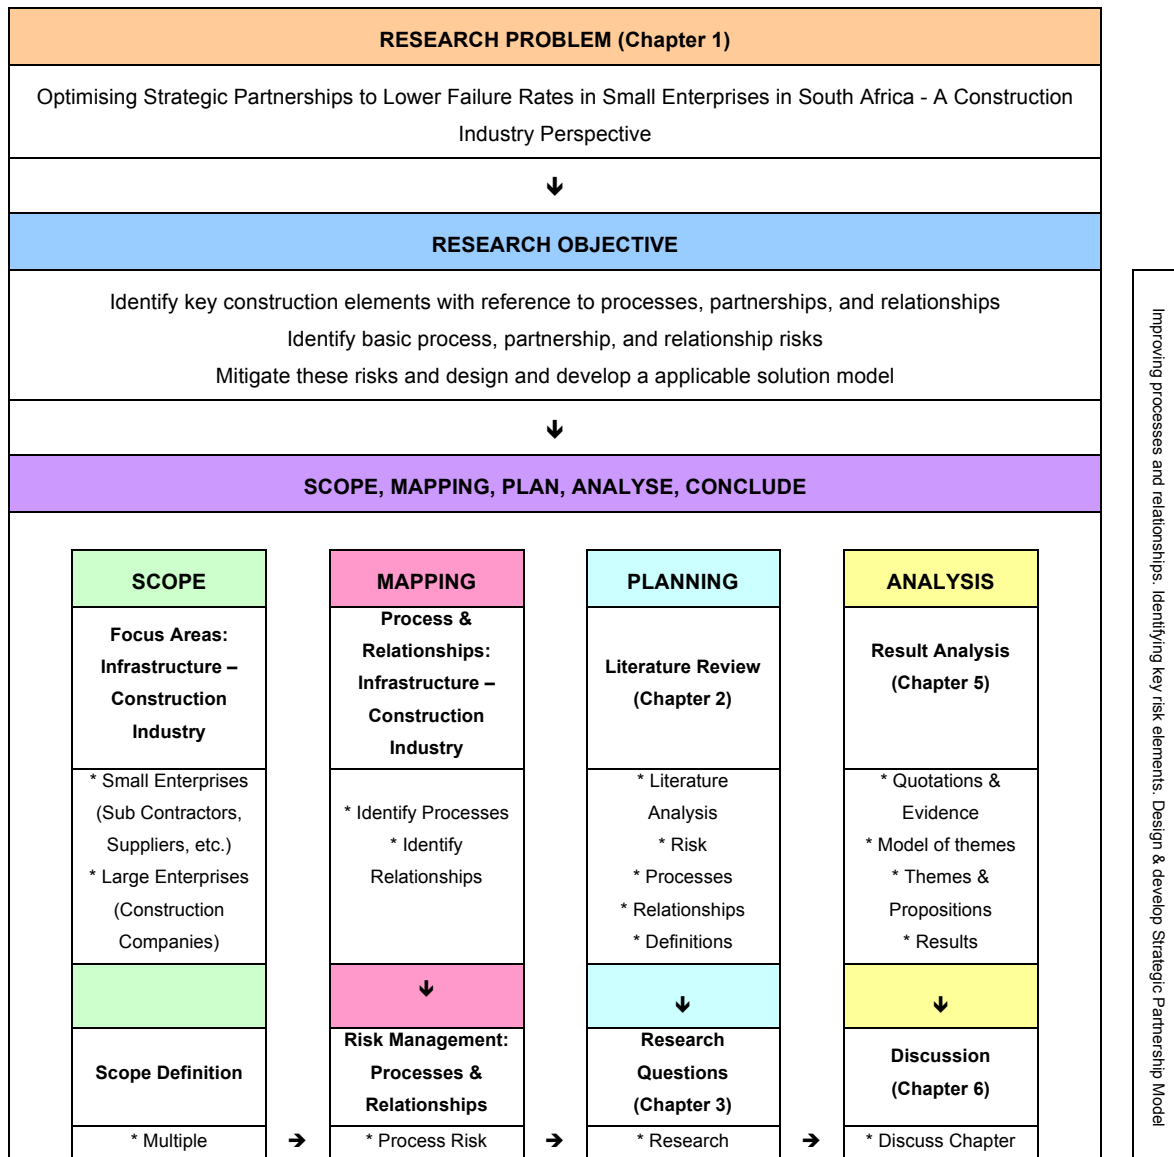 RESEARCH PROBLEM (Chapter 1)
Optimising Strategic Partnerships to Lower Failure Rates in Small Enterprises in South Africa - A Construction
Industry Perspective
RESEARCH OBJECTIVE
Identify key construction elements with reference to processes, partnerships, and relationships
Identify basic process, partnership, and relationship risks
Mitigate these risks and design and develop a applicable solution model
SCOPE, MAPPING, PLAN, ANALYSE, CONCLUDE
SCOPE
Focus Areas:
Infrastructure –
Construction
Industry
* Small Enterprises
(Sub Contractors,
Suppliers, etc.)
* Large Enterprises
(Construction
Companies)
Scope Definition
* Multiple
MAPPING
Process &
Relationships:
Infrastructure –
Construction
Industry
* Identify Processes
* Identify
Relationships
Risk Management:
Processes &
Relationships
* Process Risk
PLANNING
Literature Review
(Chapter 2)
* Literature
Analysis
* Risk
* Processes
* Relationships
* Definitions
Research
Questions
(Chapter 3)
* Research
ANALYSIS
Result Analysis
(Chapter 5)
* Quotations &
Evidence
* Model of themes
* Themes &
Propositions
* Results
Discussion
(Chapter 6)
* Discuss Chapter
Improving processes and relationships. Identifying key risk elements. Design & develop Strategic Partnership Model